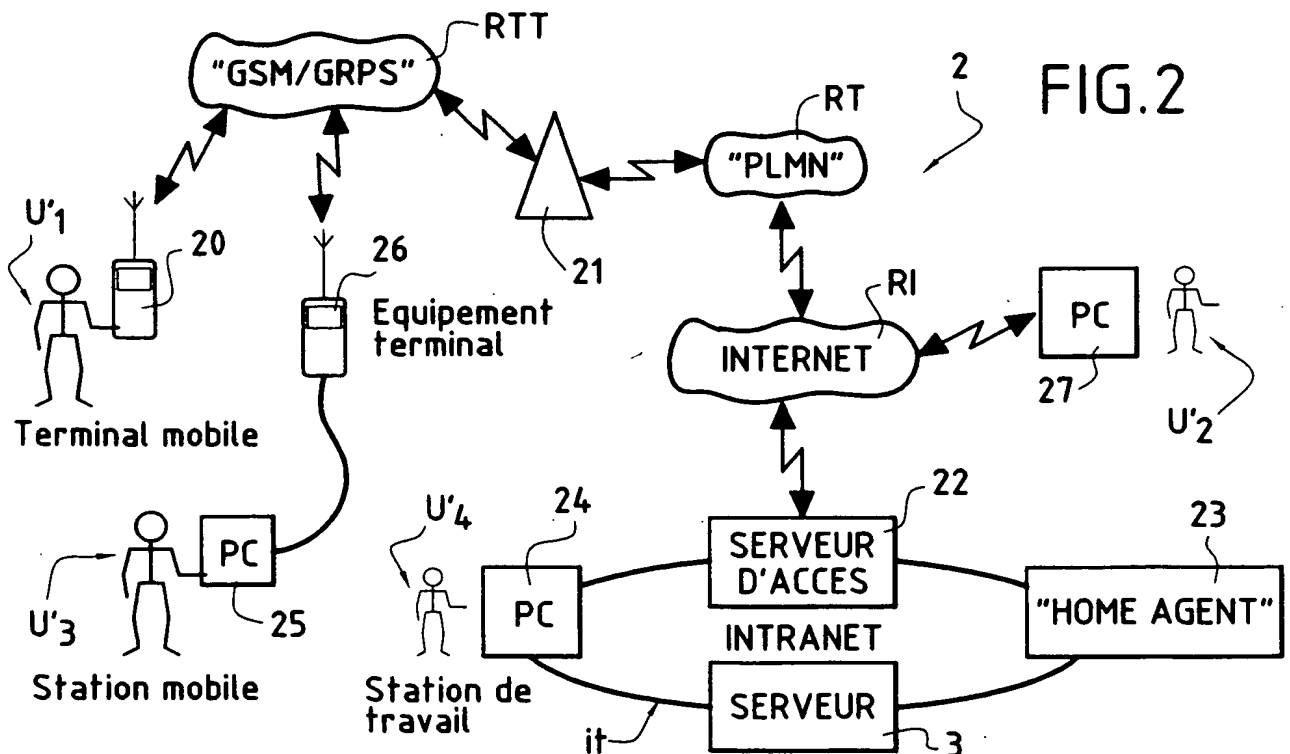 RTT
"GSM/GRPS"
2
FIG.2
RT
"PLMN"
U'1
20
26
21
RI
Equipement
terminal
INTERNET
PC
27
U'2
Terminal mobile
22
23
24
U'4
SERVEUR
D'ACCES
"HOME AGENT"
PC
U'3
PC
25
INTRANET
Station mobile
Station de
travail
SERVEUR
it
3